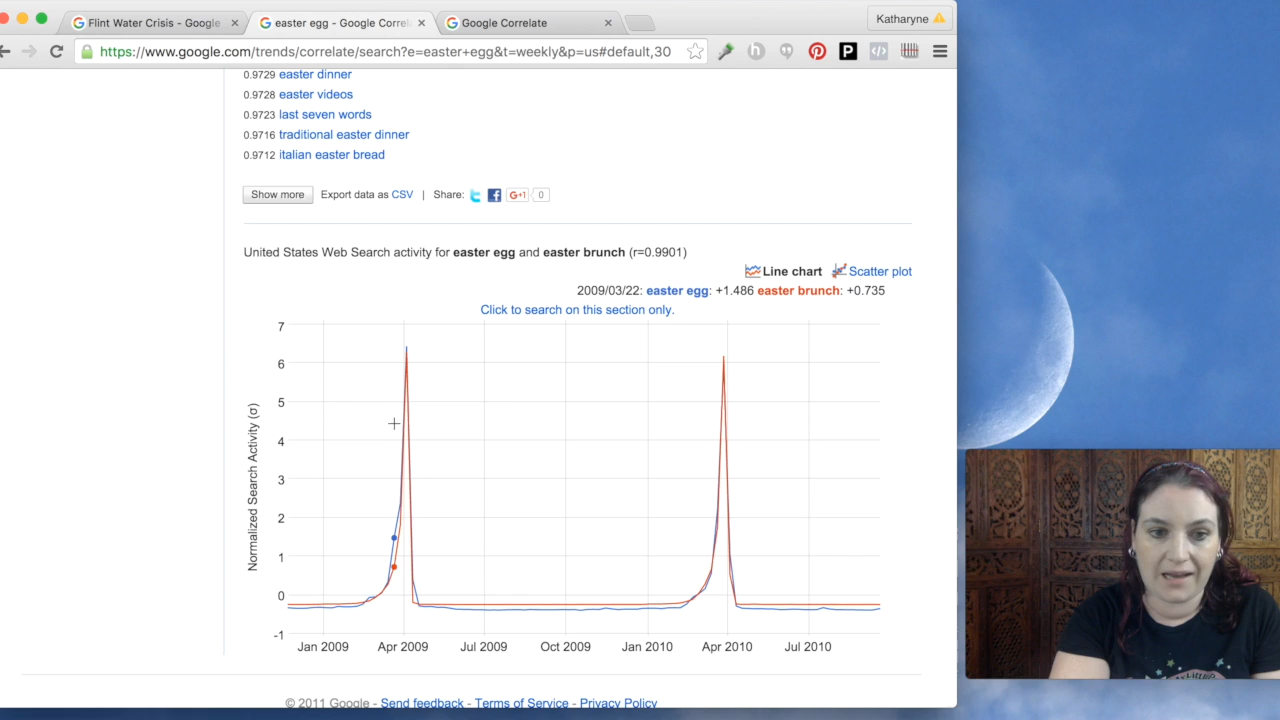 Flint Water Crisis - Google
easter egg - Google Correl
Google Correlate
Katharyne
https://www.google.com/trends/correlate/search?e=easter+egg&t=weekly&p=us#default,30
0.9729 easter dinner
0.9728 easter videos
0.9723 last seven words
0.9716 traditional easter dinner
0.9712 italian easter bread
Show more Export data as CSV | Share: G+1 0
United States Web Search activity for easter egg and easter brunch (r=0.9901)
Line chart Scatter plot
2009/03/22: easter egg: +1.486 easter brunch: +0.735
Click to search on this section only.
Normalized Search Activity (σ)
7
6
5
4
3
2
1
0
-1
Jan 2009 Apr 2009 Jul 2009 Oct 2009 Jan 2010 Apr 2010 Jul 2010
© 2011 Google - Send feedback - Terms of Service - Privacy Policy